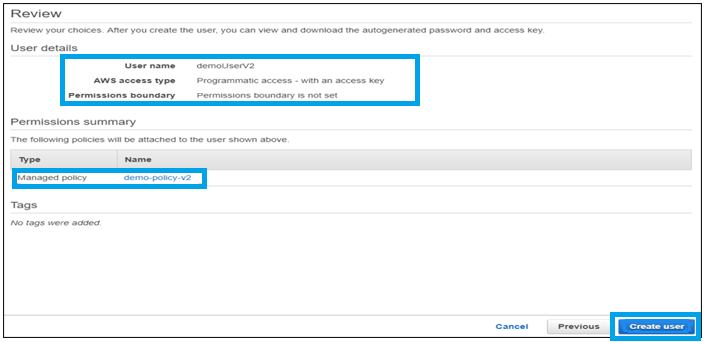 Review
Review your choices. After you create the user, you can view and download the autogenerated password and access key.
User details
User name demoUserV2
AWS access type Programmatic access - with an access key
Permissions boundary Permissions boundary is not set
Permissions summary
The following policies will be attached to the user shown above.
Type Name
Managed policy demo-policy-v2
Tags
No tags were added.
Cancel Previous Create user